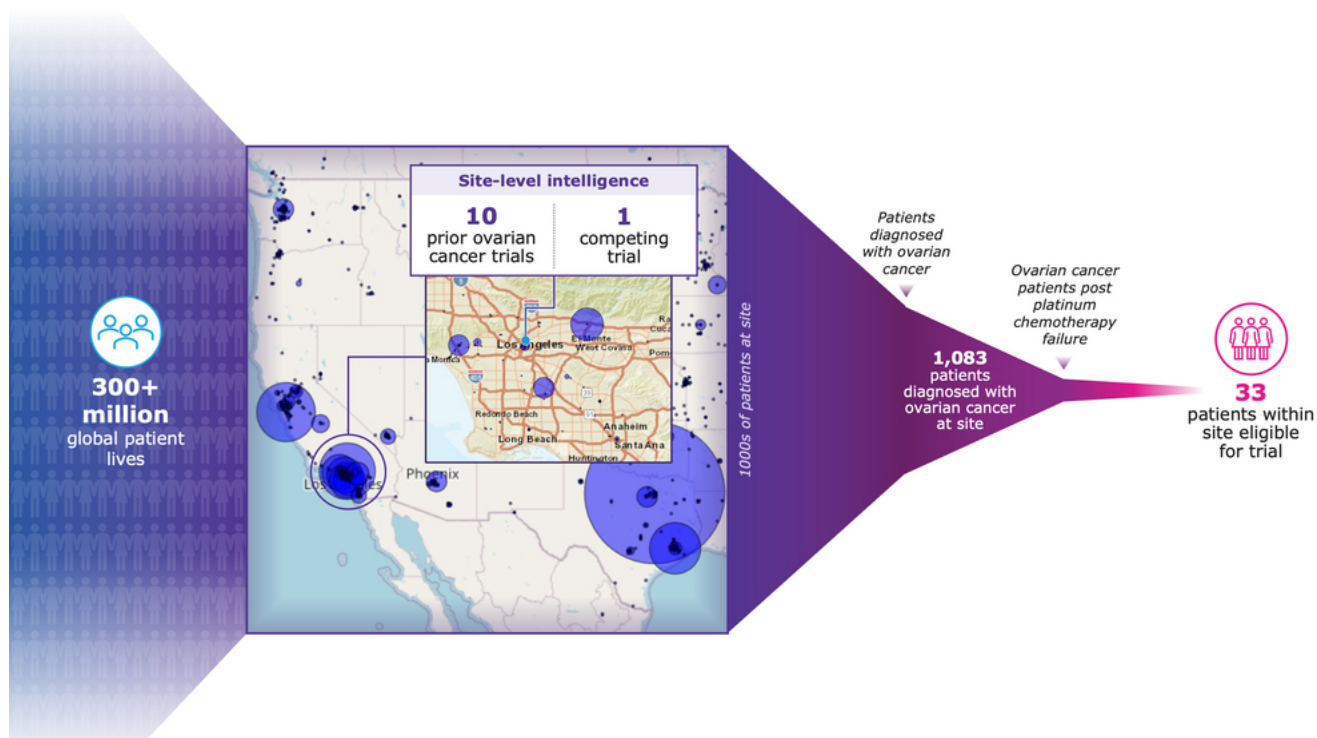 300+
million
global patient
lives
Site-level intelligence
10
prior ovarian
cancer trials
1
competing
trial
Los Angeles
El Monte
West Covina
a Monica
Ra
Cuca
Pom
Redondo Beach
Long Beach
Anaheim
Santa Ana
Huntington
Phoenix
1000s of patients at site
Patients
diagnosed
with ovarian
cancer
Ovarian cancer
patients post
platinum
chemotherapy
failure
1,083
patients
diagnosed with
ovarian cancer
at site
33
patients within
site eligible
for trial